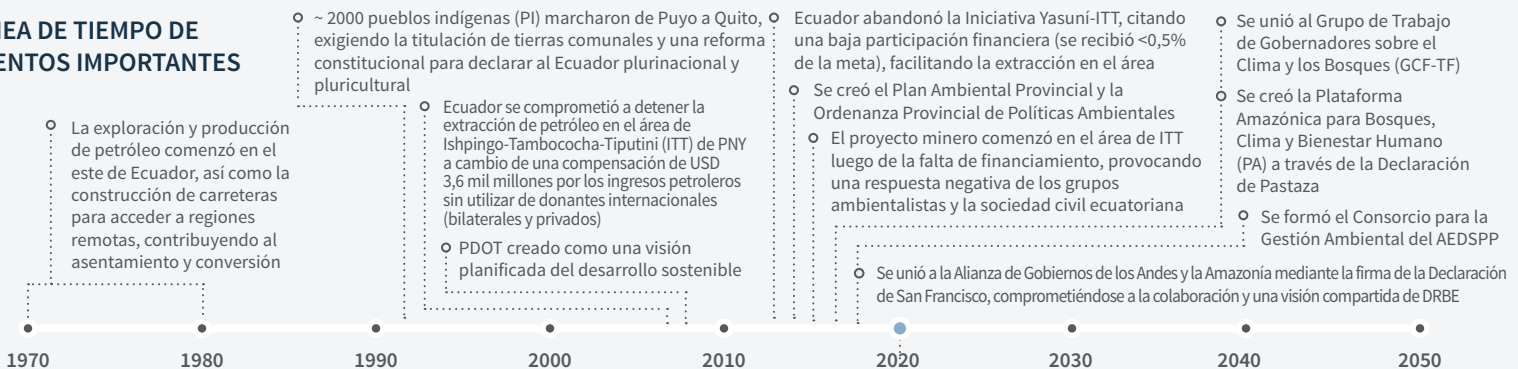 NEA DE TIEMPO DE
ENTOS IMPORTANTES
La exploración y producción
de petróleo comenzó en el
este de Ecuador, así como la
construcción de carreteras
para acceder a regiones
remotas, contribuyendo al
asentamiento y conversión
~ 2000 pueblos indígenas (PI) marcharon de Puyo a Quito,
exigiendo la titulación de tierras comunales y una reforma
constitucional para declarar al Ecuador plurinacional y
pluricultural
Ecuador se comprometió a detener la
extracción de petróleo en el área de
Ishpingo-Tambococha-Tiputini (ITT) de PNY
a cambio de una compensación de USD
3,6 mil millones por los ingresos petroleros
sin utilizar de donantes internacionales
(bilaterales y privados)
PDOT creado como una visión
planificada del desarrollo sostenible
Ecuador abandonó la Iniciativa Yasuní-ITT, citando
una baja participación financiera (se recibió <0,5%
de la meta), facilitando la extracción en el área
Se creó el Plan Ambiental Provincial y la
Ordenanza Provincial de Políticas Ambientales
El proyecto minero comenzó en el área de ITT
luego de la falta de financiamiento, provocando
una respuesta negativa de los grupos
ambientalistas y la sociedad civil ecuatoriana
Se unió al Grupo de Trabajo
de Gobernadores sobre el
Clima y los Bosques (GCF-TF)
Se creó la Plataforma
Amazónica para Bosques,
Clima y Bienestar Humano
(PA) a través de la Declaración
de Pastaza
Se formó el Consorcio para la
Gestión Ambiental del AEDSPP
Se unió a la Alianza de Gobiernos de los Andes y la Amazonía mediante la firma de la Declaración
de San Francisco, comprometiéndose a la colaboración y una visión compartida de DRBE
1970 1980 1990 2000 2010 2020 2030 2040 2050